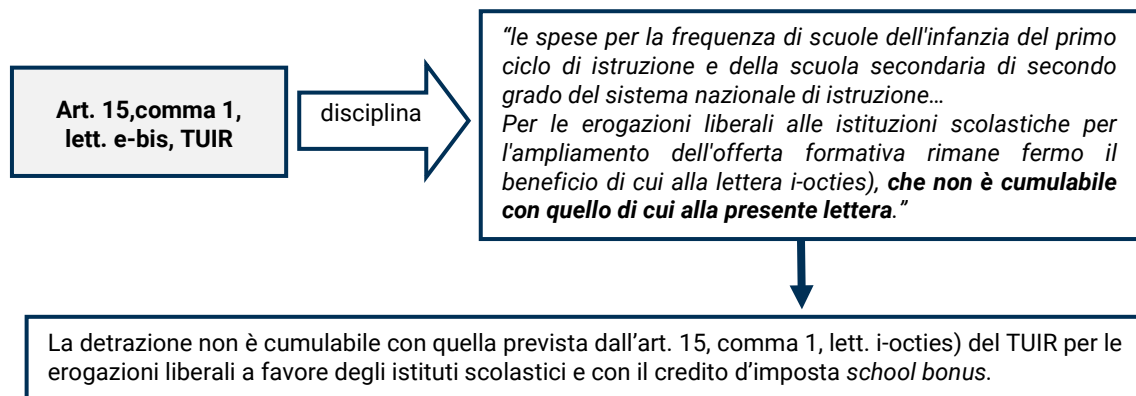 Art. 15,comma 1,
lett. e-bis, TUIR
disciplina
“le spese per la frequenza di scuole dell'infanzia del primo
ciclo di istruzione e della scuola secondaria di secondo
grado del sistema nazionale di istruzione…
Per le erogazioni liberali alle istituzioni scolastiche per
l'ampliamento dell'offerta formativa rimane fermo il
beneficio di cui alla lettera i-octies), che non è cumulabile
con quello di cui alla presente lettera.”
La detrazione non è cumulabile con quella prevista dall’art. 15, comma 1, lett. i-octies) del TUIR per le
erogazioni liberali a favore degli istituti scolastici e con il credito d’imposta school bonus.